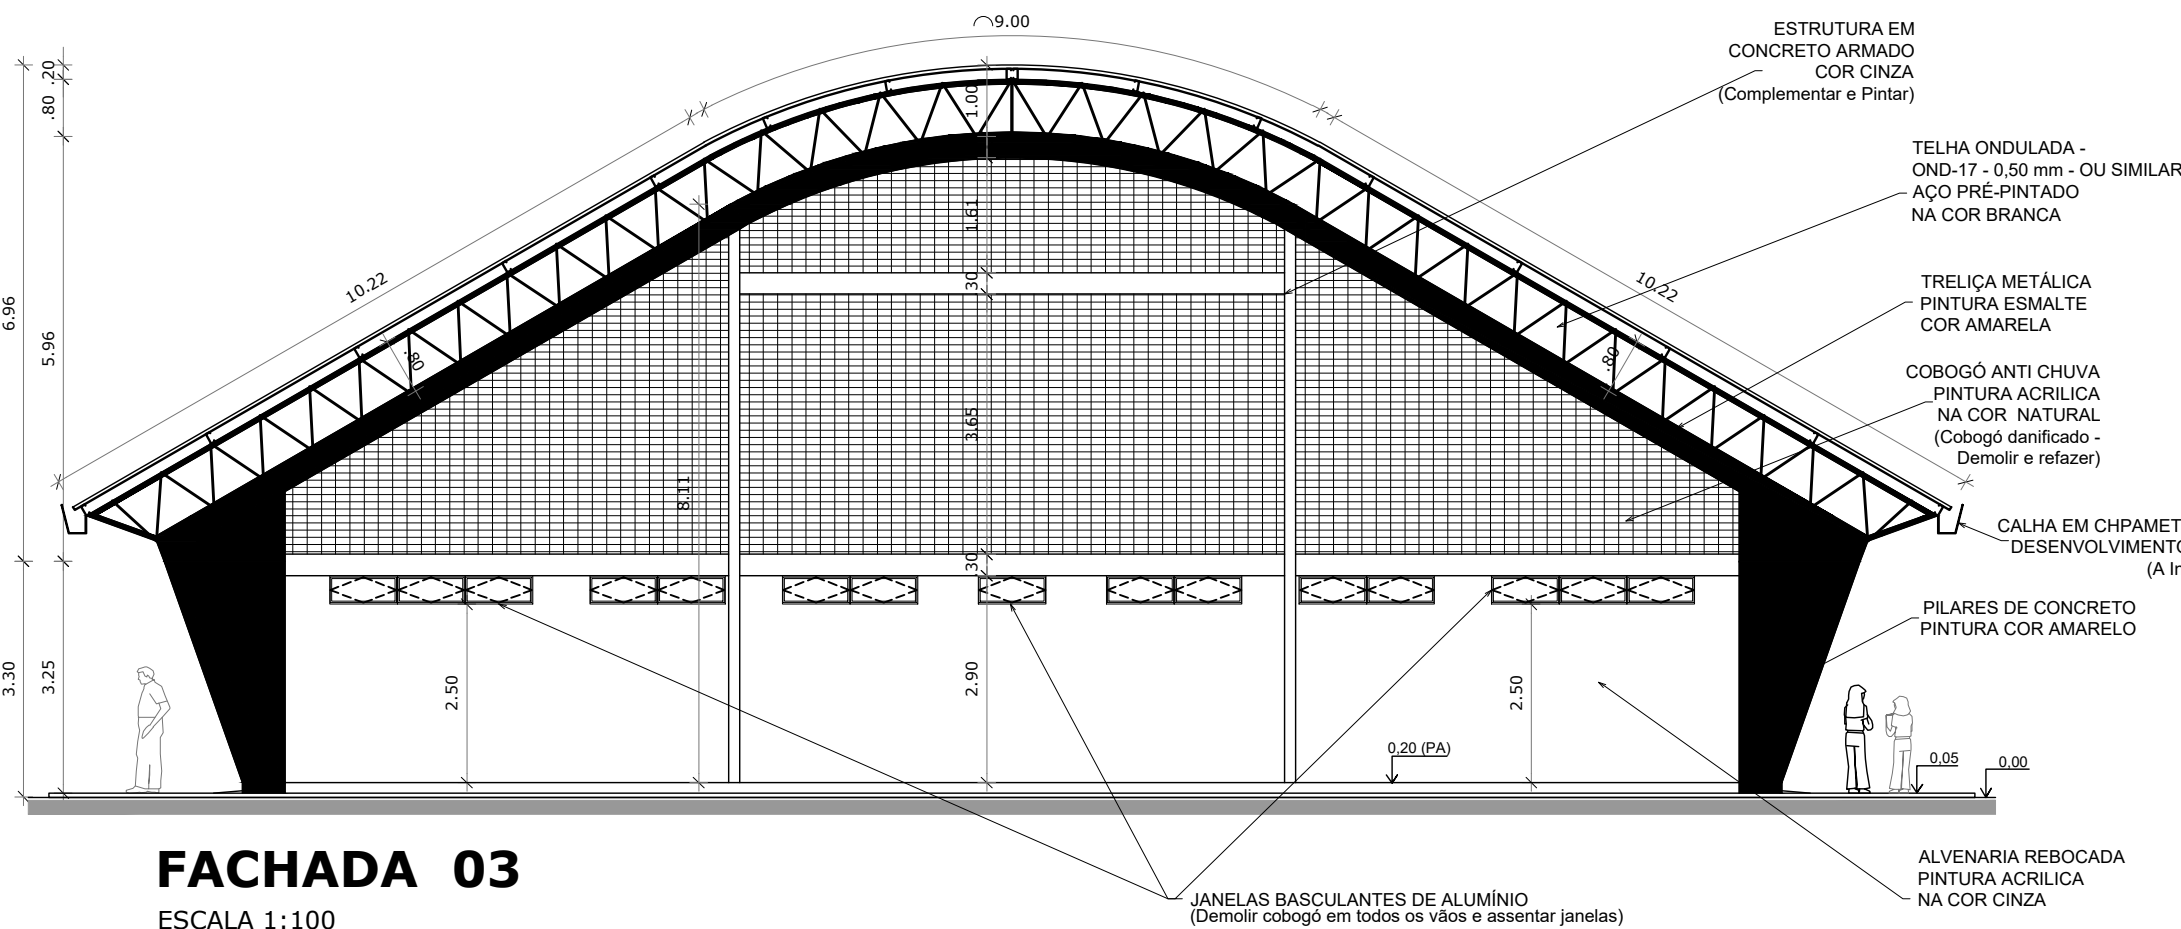 9.00
ESTRUTURA EM
CONCRETO ARMADO
COR CINZA
(Complementar e Pintar)
TELHA ONDULADA -
OND-17 - 0,50 mm - OU SIMILAR
AÇO PRÉ-PINTADO
NA COR BRANCA
TRELIÇA METÁLICA
PINTURA ESMALTE
COR AMARELA
COBOGÓ ANTI CHUVA
PINTURA ACRILICA
NA COR NATURAL
(Cobogó danificado -
Demolir e refazer)
CALHA EM CHPAMET
DESENVOLVIMENTO
(A In
PILARES DE CONCRETO
PINTURA COR AMARELO
ALVENARIA REBOCADA
PINTURA ACRILICA
NA COR CINZA
.20
.80
6.96
5.96
3.30
3.25
10.22
10.22
.80
.80
1.00
1.61
.30
3.65
8.11
.30
2.50
2.90
2.50
0,20 (PA)
0,05
0,00
JANELAS BASCULANTES DE ALUMÍNIO
(Demolir cobogó em todos os vãos e assentar janelas)
FACHADA 03
ESCALA 1:100